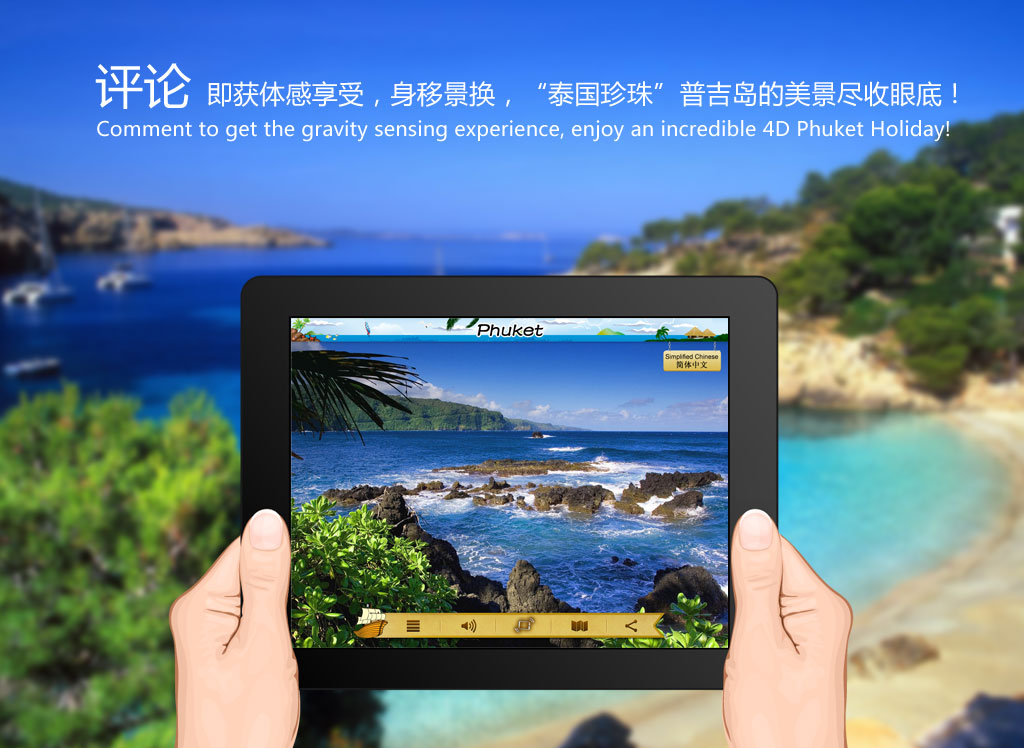 评论 即获体感享受，身移景换，“泰国珍珠”普吉岛的美景尽收眼底！
Comment to get the gravity sensing experience, enjoy an incredible 4D Phuket Holiday!
Phuket
Simplified Chinese
简体中文